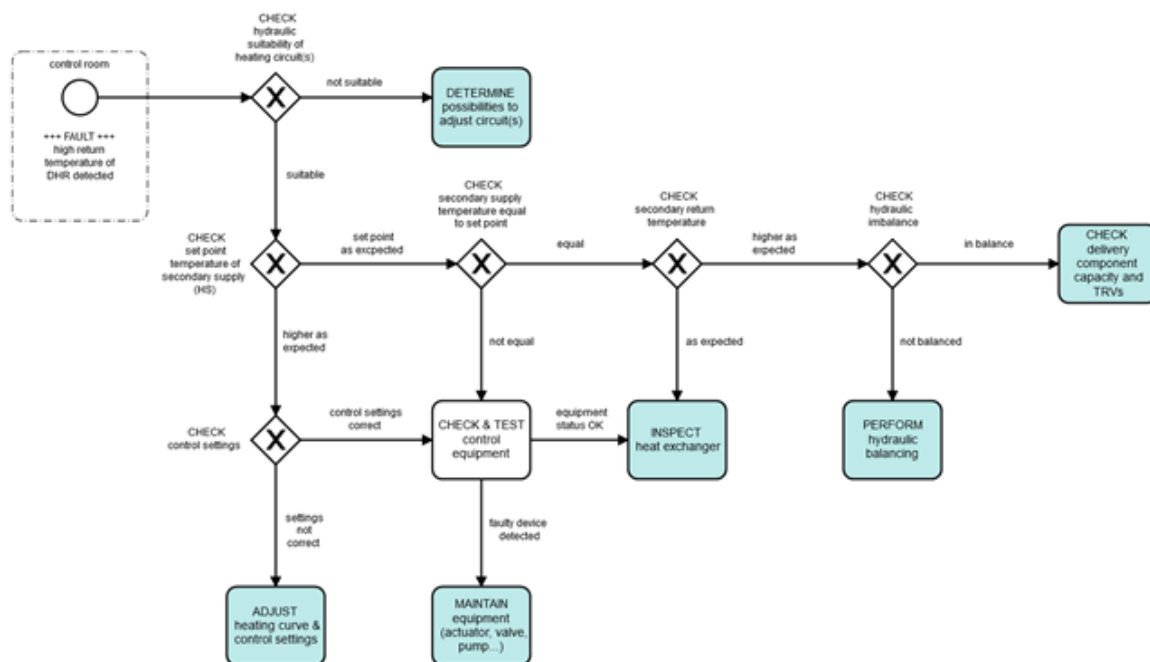 CHECK
hydraulic
suitability of
heating circuit(s)
control room
+++ FAULT +++
high return
temperature of
DHR detected
not suitable
DETERMINE
possibilities to
adjust circuit(s)
suitable
CHECK
set point
temperature of
secondary supply
(HS)
set point
as excpected
CHECK
secondary supply
temperature equal
to set point
equal
CHECK
secondary return
temperature
higher as
expected
CHECK
hydraulic
imbalance
in balance
CHECK
delivery
component
capacity and
TRVs
higher as
expected
not equal
as expected
not balanced
CHECK
control settings
control settings
correct
CHECK & TEST
control
equipment
equipment
status OK
INSPECT
heat exchanger
PERFORM
hydraulic
balancing
settings
not
correct
faulty device
detected
ADJUST
heating curve &
control settings
MAINTAIN
equipment
(actuator, valve,
pump...)